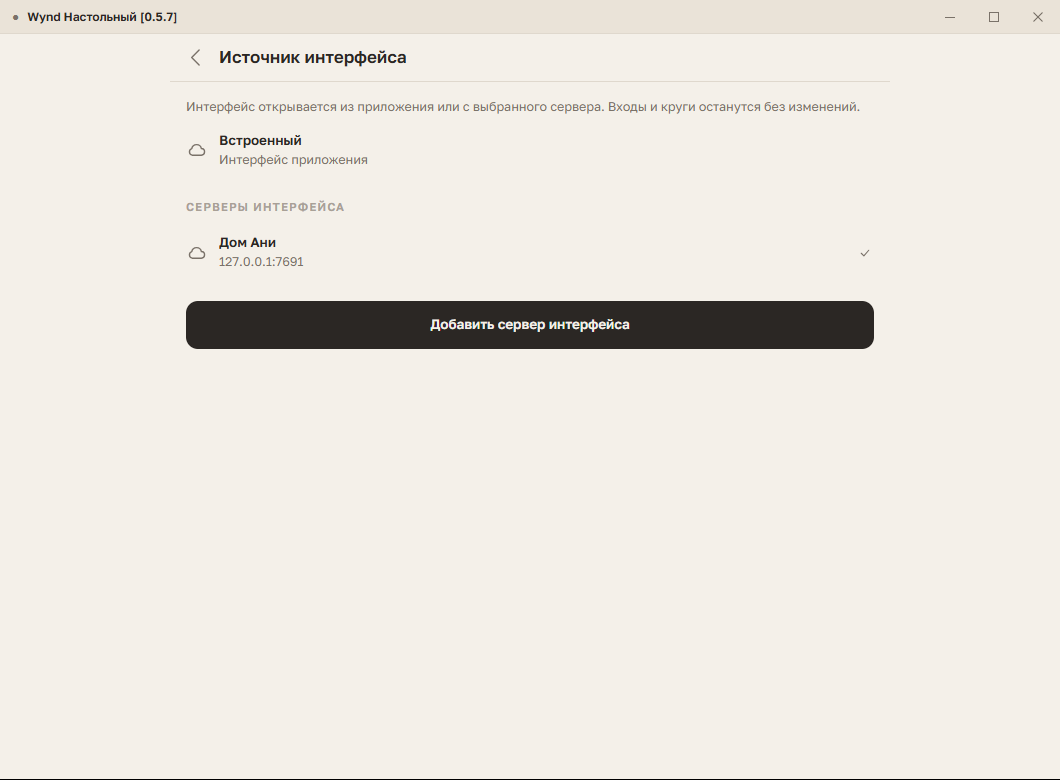 Wynd Настольный [0.5.7]
Источник интерфейса
Интерфейс открывается из приложения или с выбранного сервера. Входы и круги останутся без изменений.
Встроенный
Интерфейс приложения
СЕРВЕРЫ ИНТЕРФЕЙСА
Дом Ани
127.0.0.1:7691
Добавить сервер интерфейса